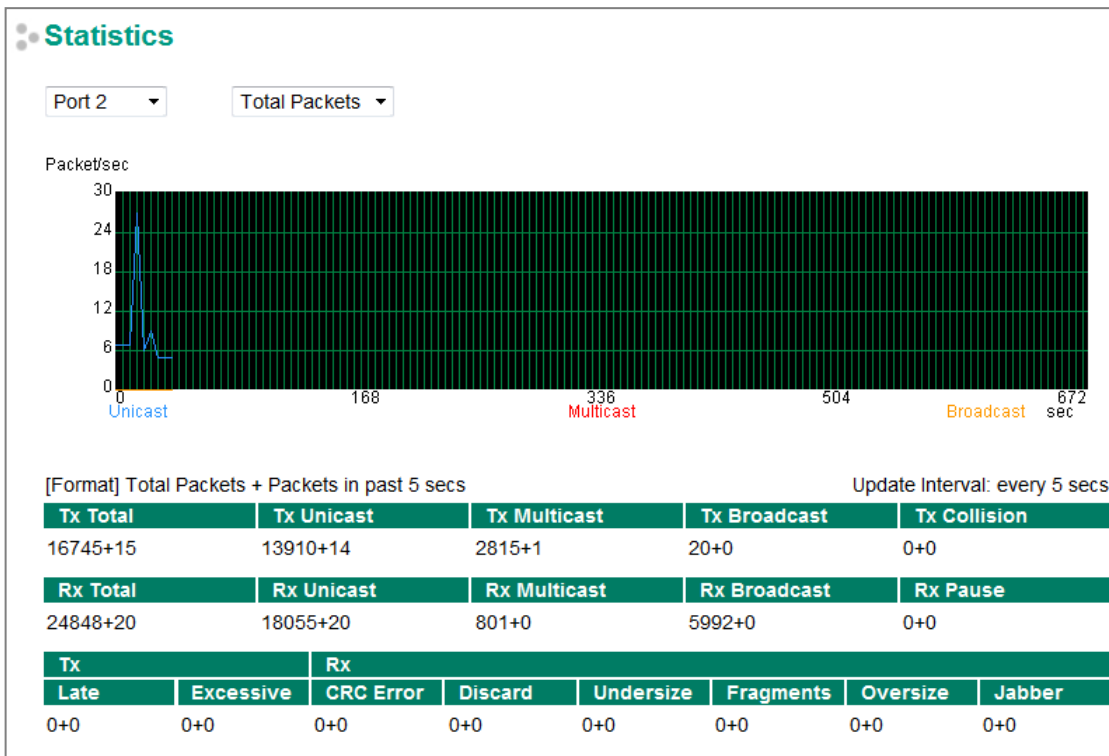 Statistics
Port 2 Total Packets
Packet/sec
30
24
18
12
6
0
0 168 336 504 672
Unicast Multicast Broadcast sec
[Format] Total Packets + Packets in past 5 secs Update Interval: every 5 secs
Tx Total Tx Unicast Tx Multicast Tx Broadcast Tx Collision
16745+15 13910+14 2815+1 20+0 0+0
Rx Total Rx Unicast Rx Multicast Rx Broadcast Rx Pause
24848+20 18055+20 801+0 5992+0 0+0
Tx Rx
Late Excessive CRC Error Discard Undersize Fragments Oversize Jabber
0+0 0+0 0+0 0+0 0+0 0+0 0+0 0+0